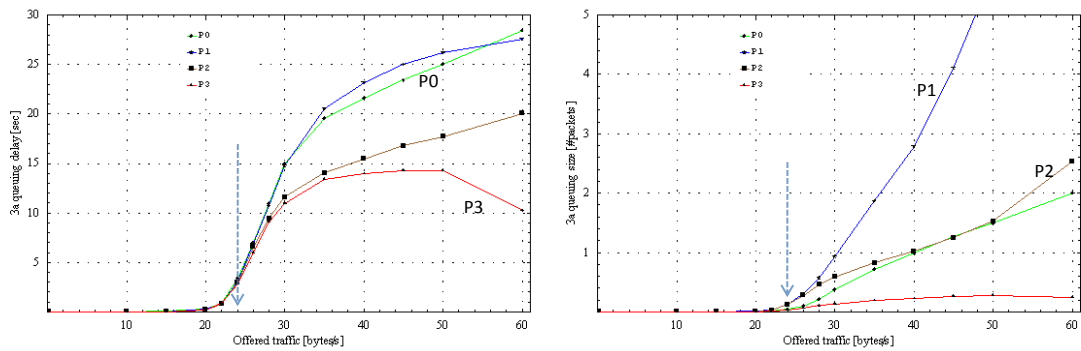 30
25
20
15
10
5
3a queuing delay [sec]
P0
P1
P2
P3
P0
P3
10
20
30
40
50
60
Offered traffic [bytes/s]
5
4
3
2
1
3a queuing size [#packets]
P0
P1
P2
P3
P1
P2
10
20
30
40
50
60
Offered traffic [bytes/s]